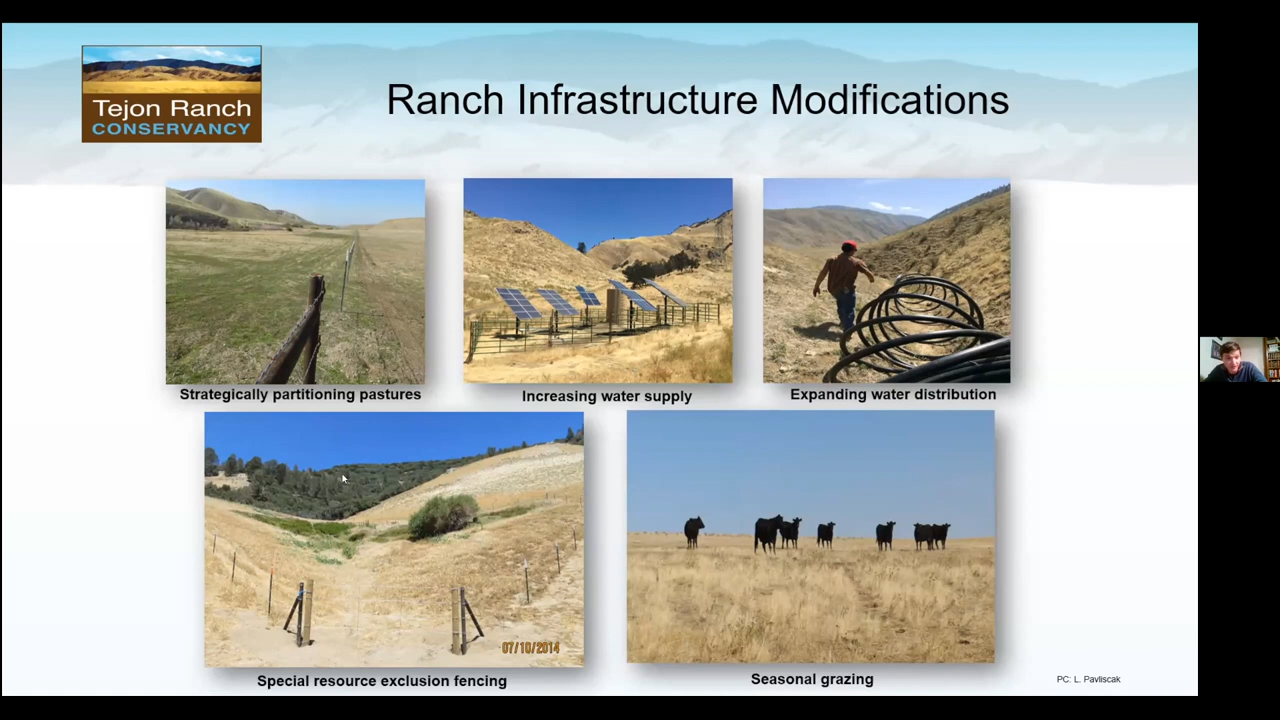 Tejon Ranch
CONSERVANCY
Ranch Infrastructure Modifications
Strategically partitioning pastures
Increasing water supply
Expanding water distribution
07/10/2014
Special resource exclusion fencing
Seasonal grazing
PC: L. Pavliscak